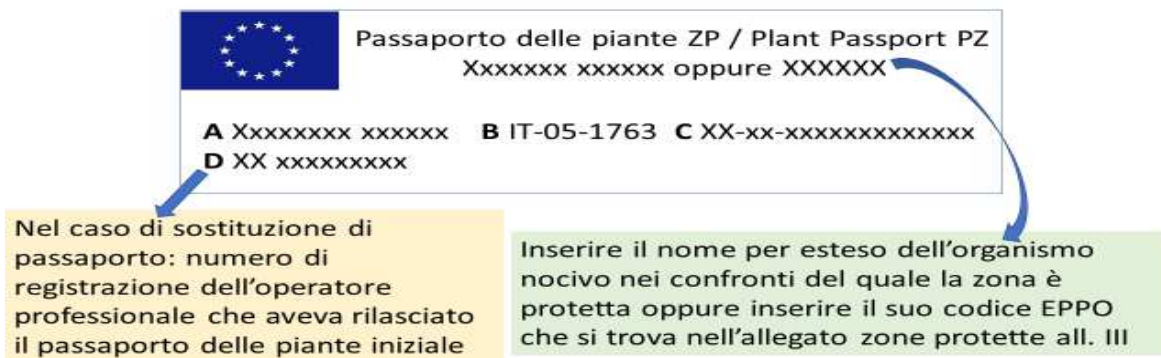 Passaporto delle piante ZP / Plant Passport PZ
Xxxxxxx xxxxxx oppure XXXXXX
A Xxxxxxxx xxxxxx B IT-05-1763 C XX-xx-xxxxxxxxxxxxx
D XX xxxxxxxxx
Nel caso di sostituzione di
passaporto: numero di
registrazione dell'operatore
professionale che aveva rilasciato
il passaporto delle piante iniziale
Inserire il nome per esteso dell'organismo
nocivo nei confronti del quale la zona è
protetta oppure inserire il suo codice EPPO
che si trova nell'allegato zone protette all. III